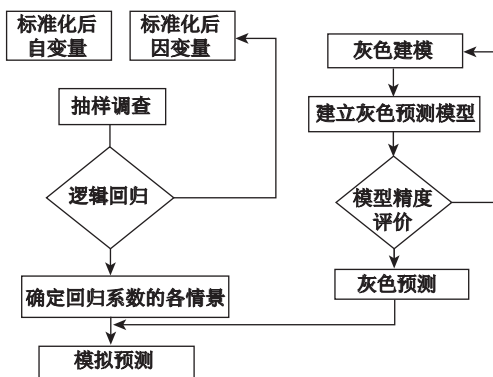 标准化后
自变量
标准化后
因变量
抽样调查
逻辑回归
确定回归系数的各情景
模拟预测
灰色建模
建立灰色预测模型
模型精度
评价
灰色预测